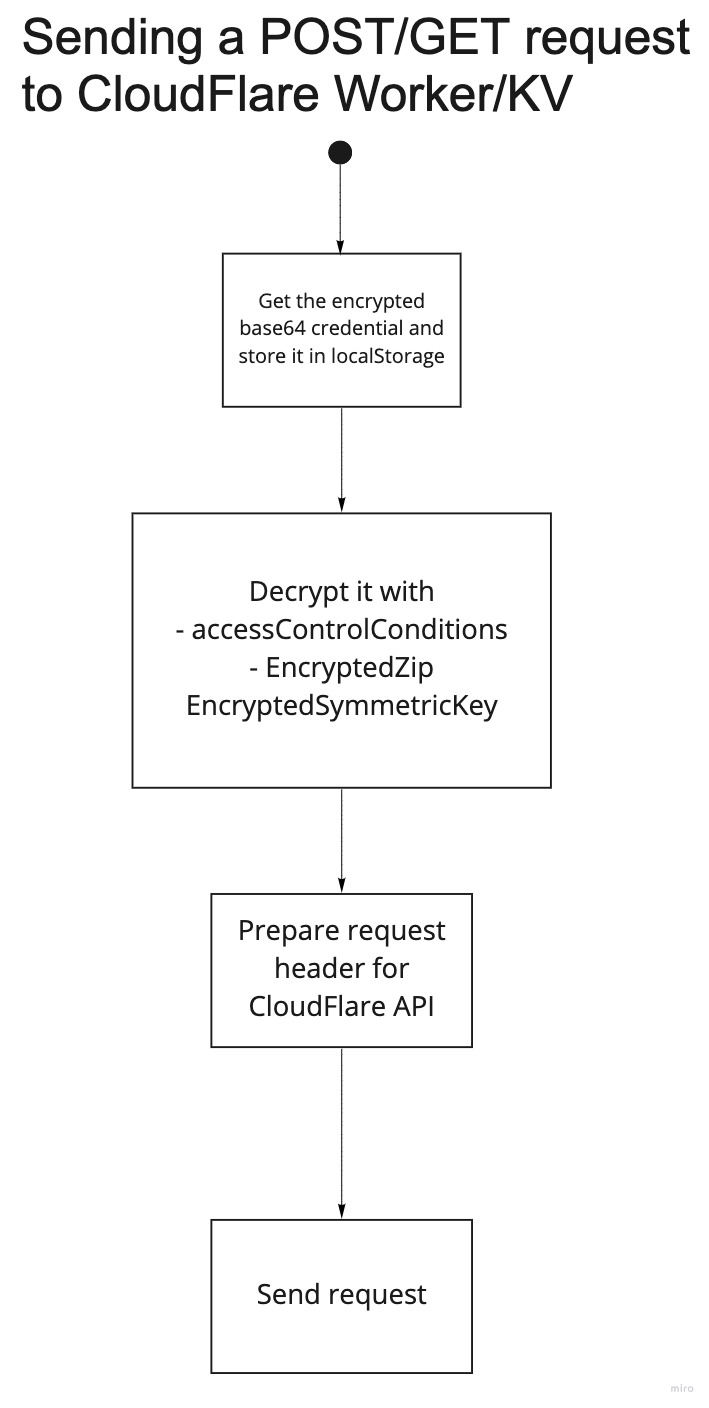 Sending a POST/GET request
to CloudFlare Worker/KV
Get the encrypted
base64 credential and
store it in localStorage
Decrypt it with
- accessControlConditions
- EncryptedZip
EncryptedSymmetricKey
Prepare request
header for
CloudFlare API
Send request
miro